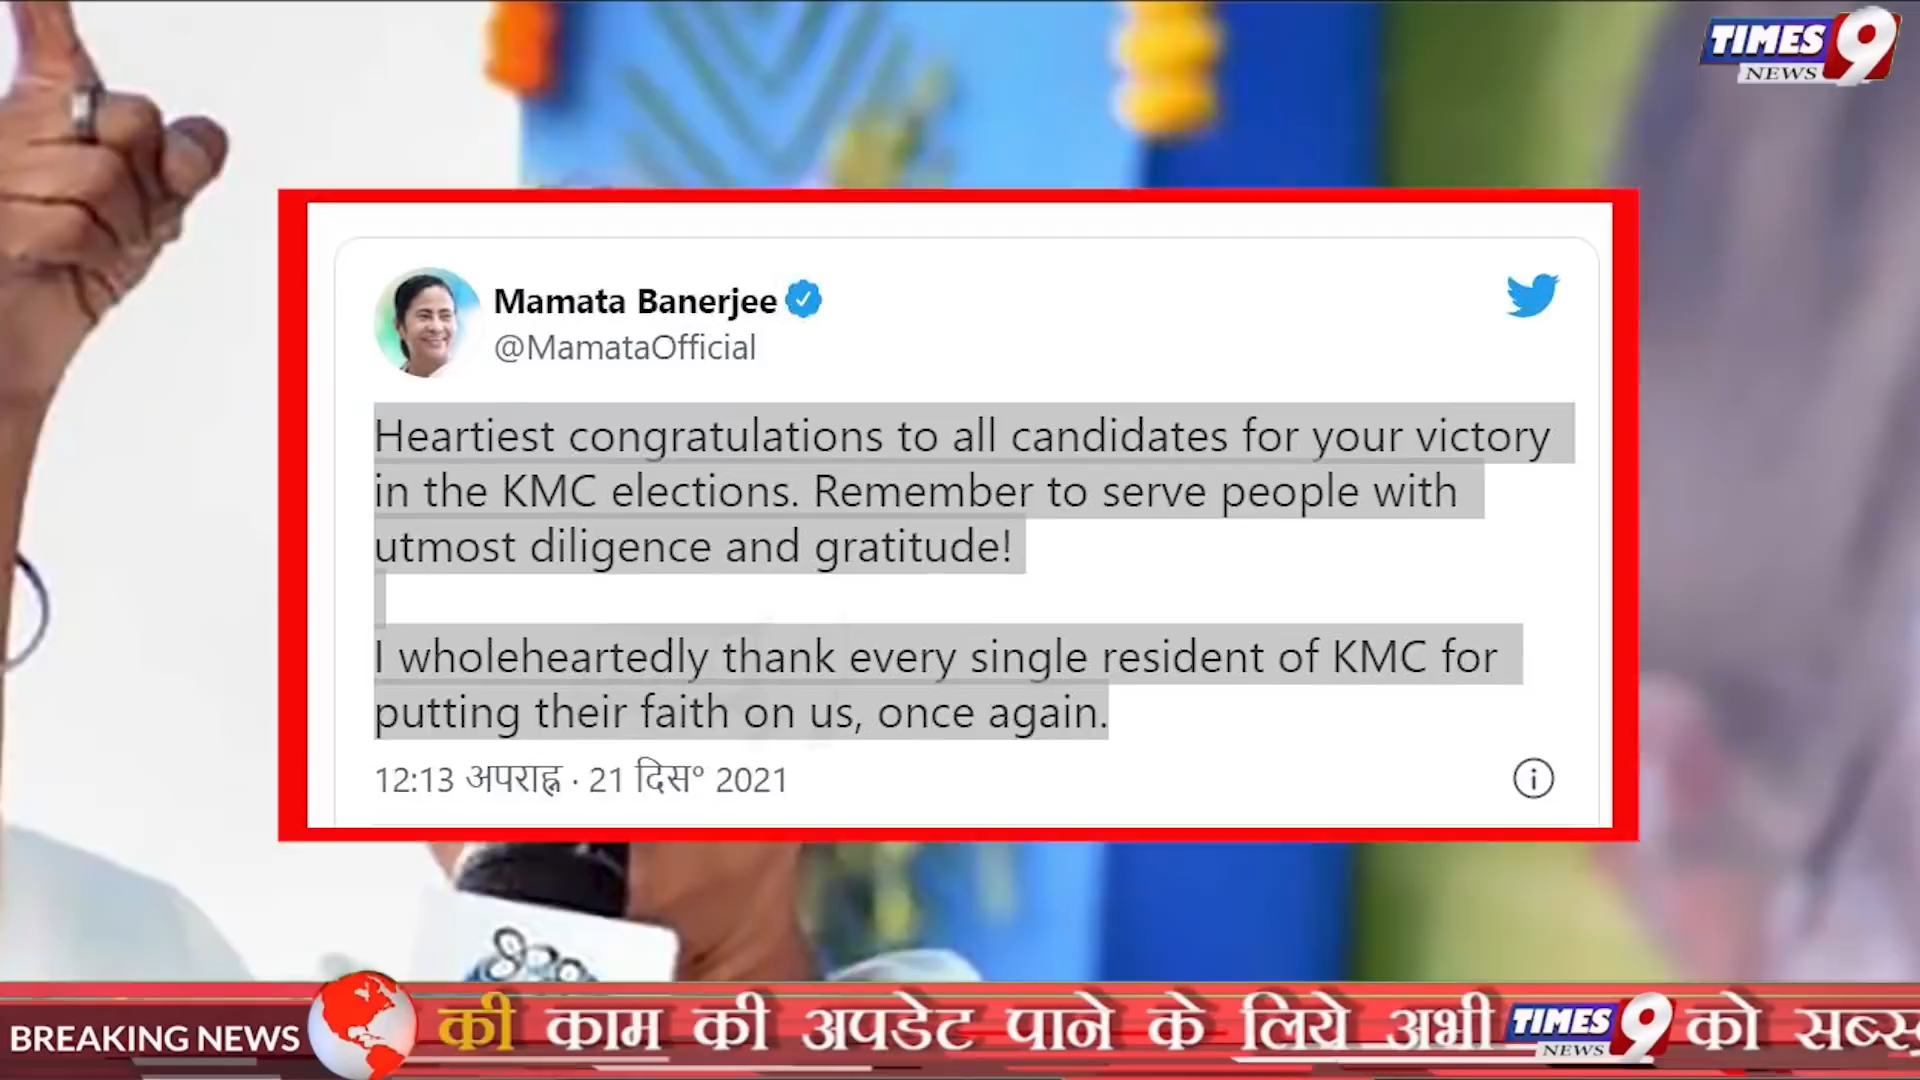 TIMES 9
NEWS
Mamata Banerjee
@MamataOfficial
Heartiest congratulations to all candidates for your victory
in the KMC elections. Remember to serve people with
utmost diligence and gratitude!
I wholeheartedly thank every single resident of KMC for
putting their faith on us, once again.
12:13 अपराह्न · 21 दिस॰ 2021
BREAKING NEWS की काम की अपडेट पाने के लिये अभी TIMES 9 NEWS को